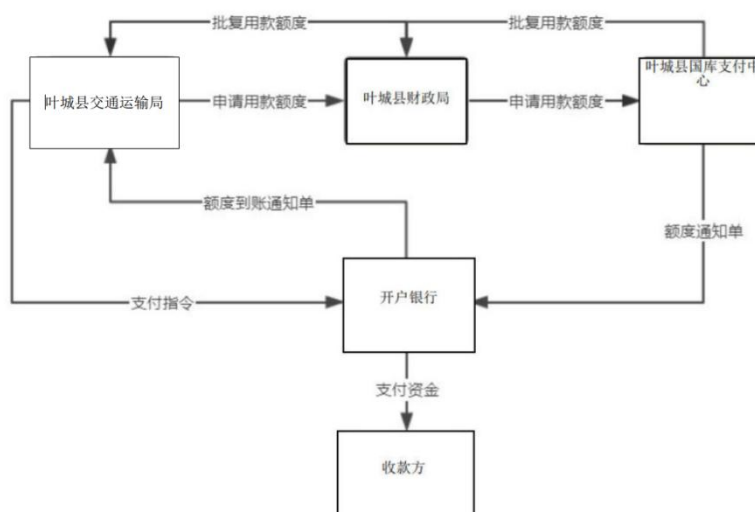 批复用款额度
批复用款额度
叶城县交通运输局
申请用款额度
叶城县财政局
申请用款额度
叶城县国库支付中
心
额度到账通知单
额度通知单
开户银行
支付指令
支付资金
收款方